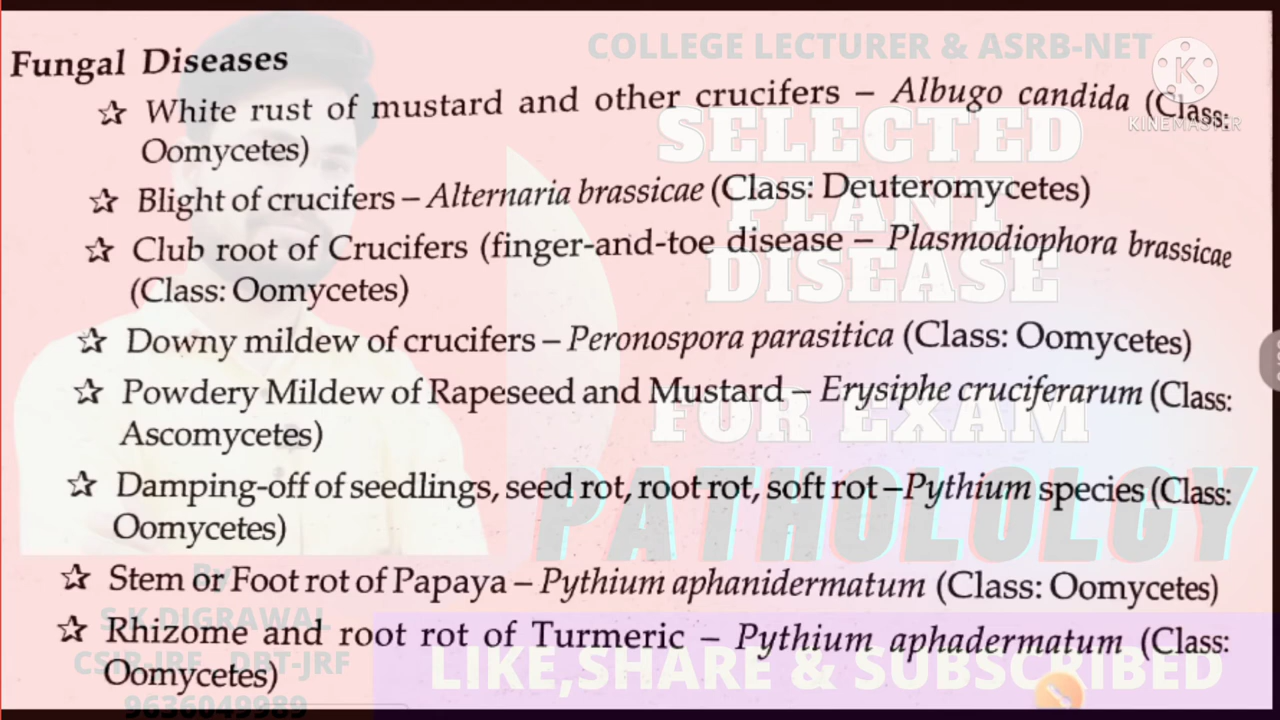 COLLEGE LECTURER & ASRB-NET
Fungal Diseases
☆ White rust of mustard and other crucifers – Albugo candida (Class:
Oomycetes)
☆ Blight of crucifers – Alternaria brassicae (Class: Deuteromycetes)
☆ Club root of Crucifers (finger-and-toe disease – Plasmodiophora brassicae
(Class: Oomycetes)
☆ Downy mildew of crucifers – Peronospora parasitica (Class: Oomycetes)
☆ Powdery Mildew of Rapeseed and Mustard – Erysiphe cruciferarum (Class:
Ascomycetes)
☆ Damping-off of seedlings, seed rot, root rot, soft rot –Pythium species (Class:
Oomycetes)
☆ Stem or Foot rot of Papaya – Pythium aphanidermatum (Class: Oomycetes)
☆ Rhizome and root rot of Turmeric – Pythium aphadermatum (Class:
Oomycetes)
K
KINEMASTER
SELECTED
PLANT
DISEASE
FOR EXAM
PATHOLOLGY
By
S.K DIGRAWAL
CSIR-JRF, DBT-JRF
9636049989
LIKE,SHARE & SUBSCRIBED